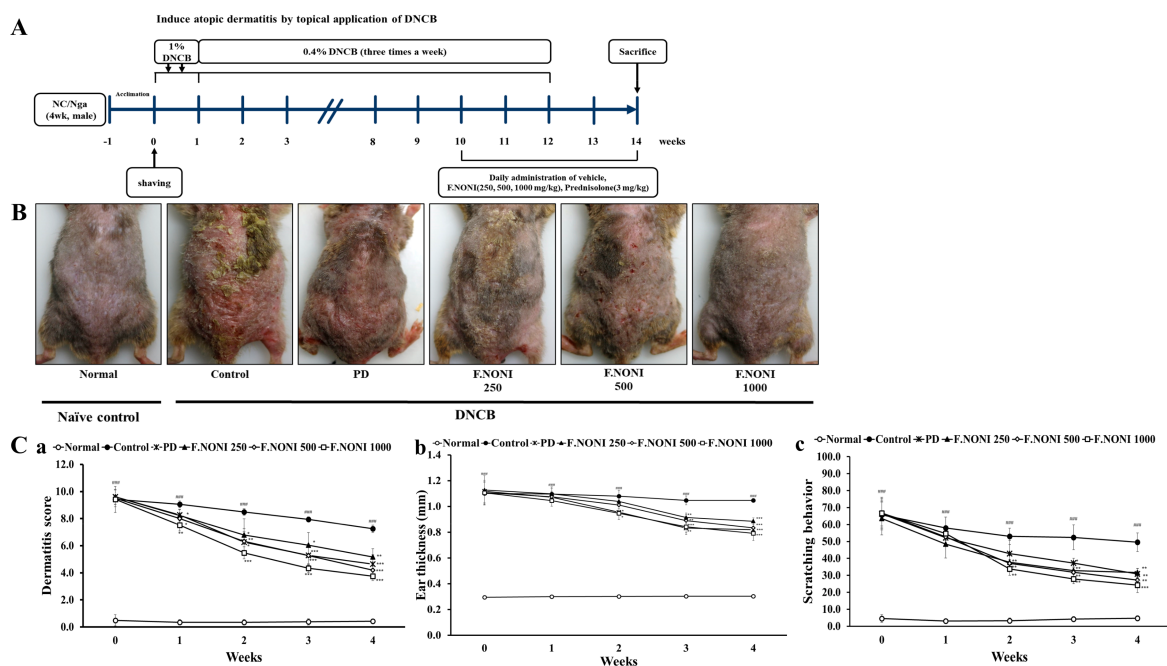 Induce atopic dermatitis by topical application of DNCB
A
1%
DNCB
0.4% DNCB (three times a week)
Sacrifice
Acclimation
NC/Nga
(4wk, male)
-1 0 1 2 3 8 9 10 11 12 13 14 weeks
shaving
Daily administration of vehicle,
F.NONI(250, 500, 1000 mg/kg), Prednisolone(3 mg/kg)
B
Normal Control PD F.NONI 250 F.NONI 500 F.NONI 1000
Naïve control DNCB
C a
Normal Control PD F.NONI 250 F.NONI 500 F.NONI 1000
Dermatitis score
12.0
10.0
8.0
6.0
4.0
2.0
0.0
### ### ### ### ###
0 1 2 3 4
Weeks
b
Normal Control PD F.NONI 250 F.NONI 500 F.NONI 1000
Ear thickness (mm)
1.4
1.2
1.0
0.8
0.6
0.4
0.2
0.0
### ### ### ### ###
0 1 2 3 4
Weeks
c
Normal Control PD F.NONI 250 F.NONI 500 F.NONI 1000
Scratching behavior
100.0
90.0
80.0
70.0
60.0
50.0
40.0
30.0
20.0
10.0
0.0
### ### ### ### ###
0 1 2 3 4
Weeks